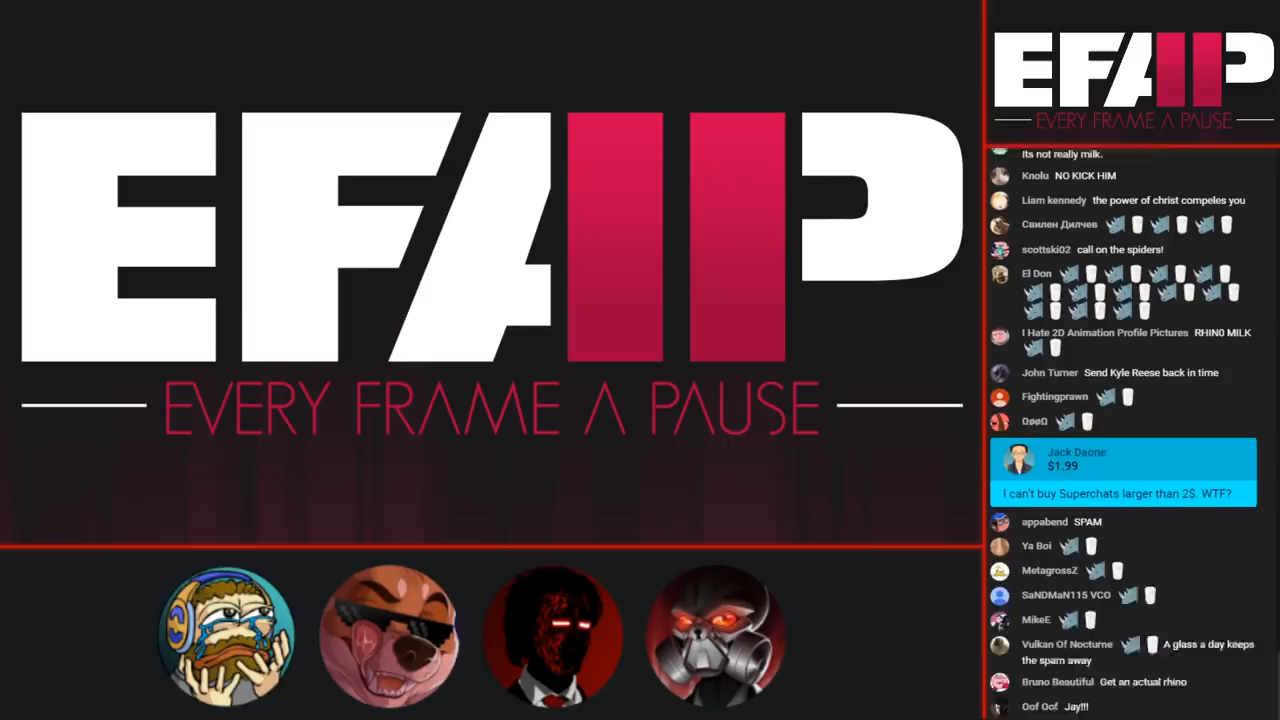 EFAP
EVERY FRAME A PAUSE
EFAP
EVERY FRAME A PAUSE
Its not really milk.
Knolu NO KICK HIM
Liam kennedy the power of christ compeles you
Свилен Дилчев
scottski02 call on the spiders!
El Don
I Hate 2D Animation Profile Pictures RHINO MILK
John Turner Send Kyle Reese back in time
Fightingprawn
ΩøøΩ
Jack Daone
$1.99
I can't buy Superchats larger than 2$. WTF?
appabend SPAM
Ya Boi
MetagrossZ
SaNDMaN115 VCO
MikeE
Vulkan Of Nocturne A glass a day keeps
the spam away
Bruno Beautiful Get an actual rhino
Oof Oof Jay!!!